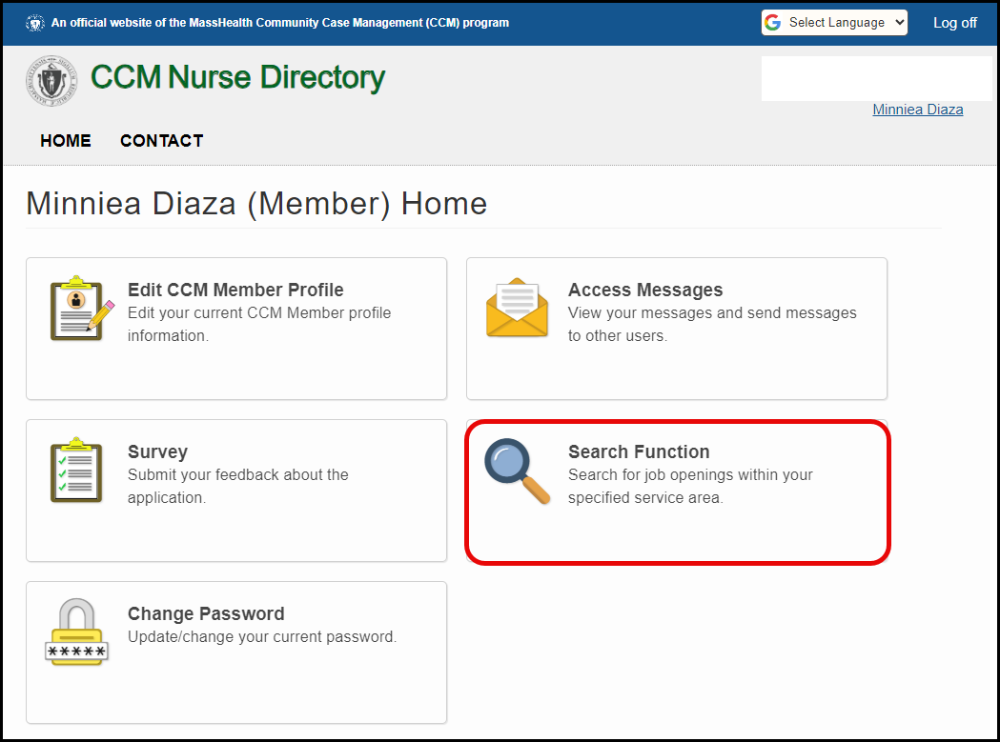 An official website of the MassHealth Community Case Management (CCM) program
Select Language
Log off
CCM Nurse Directory
Minniea Diaza
HOME CONTACT
Minniea Diaza (Member) Home
Edit CCM Member Profile
Edit your current CCM Member profile
information.
Access Messages
View your messages and send messages
to other users.
Survey
Submit your feedback about the
application.
Search Function
Search for job openings within your
specified service area.
Change Password
Update/change your current password.
*****